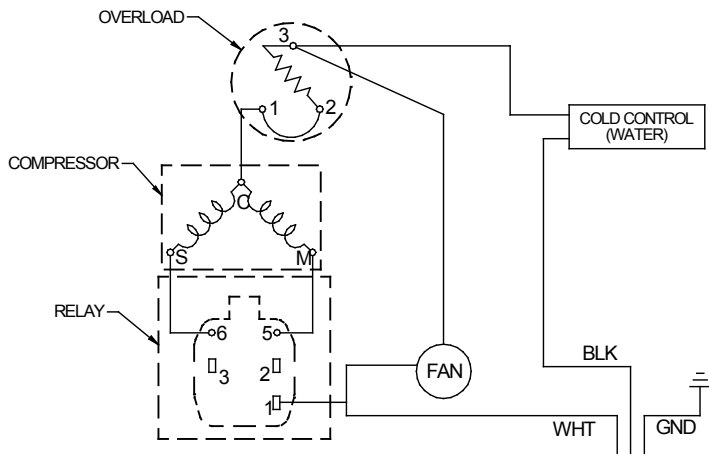 OVERLOAD
3
1
2
COLD CONTROL
(WATER)
COMPRESSOR
C
S
M
RELAY
6
5
3
2
FAN
1
BLK
WHT
GND